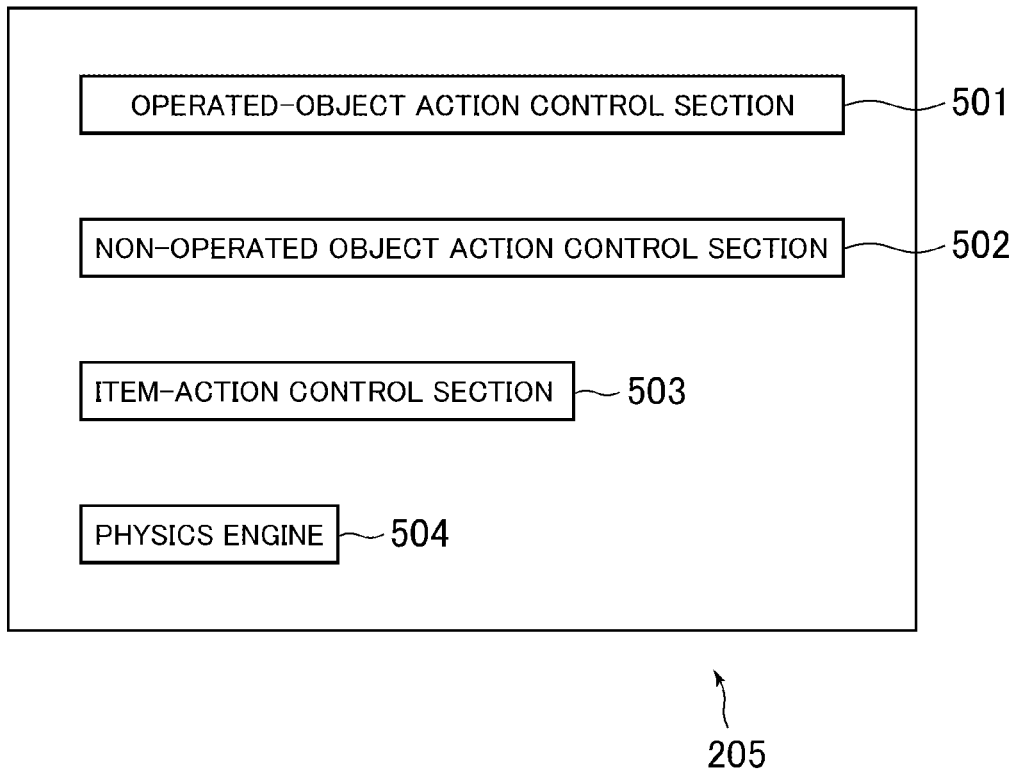 OPERATED-OBJECT ACTION CONTROL SECTION 501
NON-OPERATED OBJECT ACTION CONTROL SECTION 502
ITEM-ACTION CONTROL SECTION 503
PHYSICS ENGINE 504
205